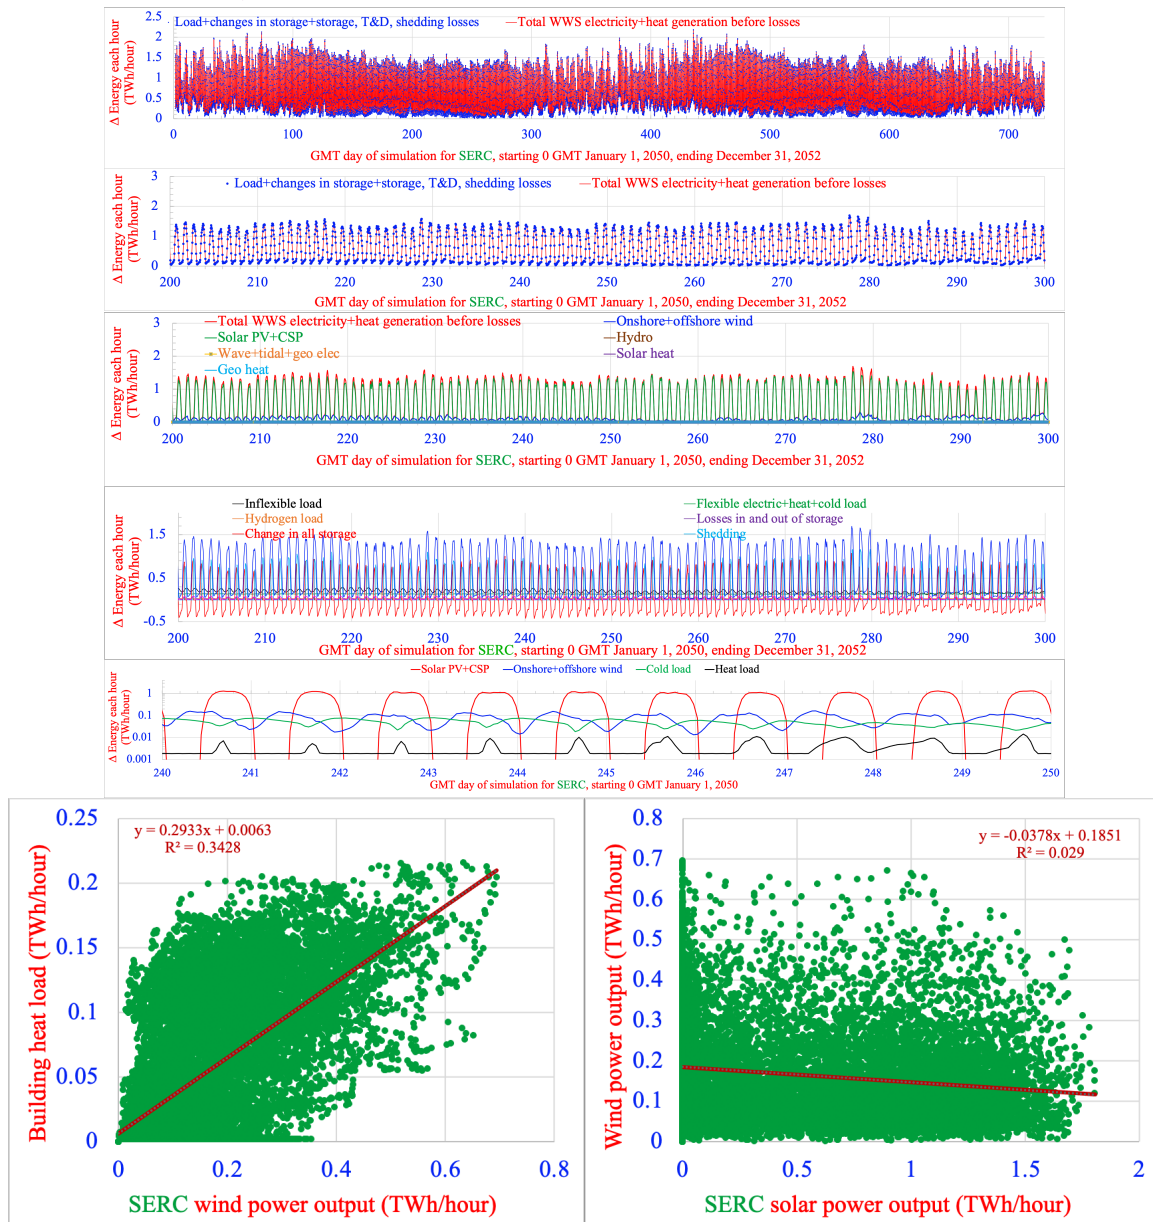 Load+changes in storage+storage, T&D, shedding losses —Total WWS electricity+heat generation before losses
Δ Energy each hour
(TWh/hour)
2.5
2
1.5
1
0.5
0
0 100 200 300 400 500 600 700
GMT day of simulation for SERC, starting 0 GMT January 1, 2050, ending December 31, 2052
Load+changes in storage+storage, T&D, shedding losses —Total WWS electricity+heat generation before losses
Δ Energy each hour
(TWh/hour)
3
2
1
0
200 210 220 230 240 250 260 270 280 290 300
GMT day of simulation for SERC, starting 0 GMT January 1, 2050, ending December 31, 2052
—Total WWS electricity+heat generation before losses —Onshore+offshore wind
—Solar PV+CSP —Hydro
Wave+tidal+geo elec —Solar heat
—Geo heat
Δ Energy each hour
(TWh/hour)
3
2
1
0
200 210 220 230 240 250 260 270 280 290 300
GMT day of simulation for SERC, starting 0 GMT January 1, 2050, ending December 31, 2052
—Inflexible load —Flexible electric+heat+cold load
—Hydrogen load —Losses in and out of storage
—Change in all storage —Shedding
Δ Energy each hour
(TWh/hour)
1.5
0.5
-0.5
200 210 220 230 240 250 260 270 280 290 300
GMT day of simulation for SERC, starting 0 GMT January 1, 2050, ending December 31, 2052
—Solar PV+CSP —Onshore+offshore wind —Cold load —Heat load
Δ Energy each hour
(TWh/hour)
1
0.1
0.01
0.001
240 241 242 243 244 245 246 247 248 249 250
GMT day of simulation for SERC, starting 0 GMT January 1, 2050
Building heat load (TWh/hour)
0.25
0.2
0.15
0.1
0.05
0
y = 0.2933x + 0.0063
R² = 0.3428
0 0.2 0.4 0.6 0.8
SERC wind power output (TWh/hour)
Wind power output (TWh/hour)
0.8
0.7
0.6
0.5
0.4
0.3
0.2
0.1
0
y = -0.0378x + 0.1851
R² = 0.029
0 0.5 1 1.5 2
SERC solar power output (TWh/hour)